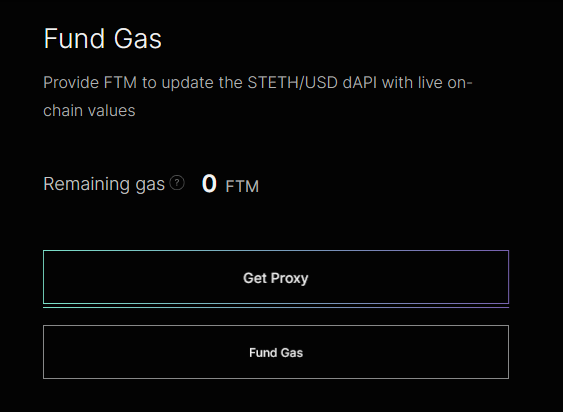 Fund Gas
Provide FTM to update the STETH/USD dAPI with live on-
chain values
Remaining gas ? 0 FTM
Get Proxy
Fund Gas